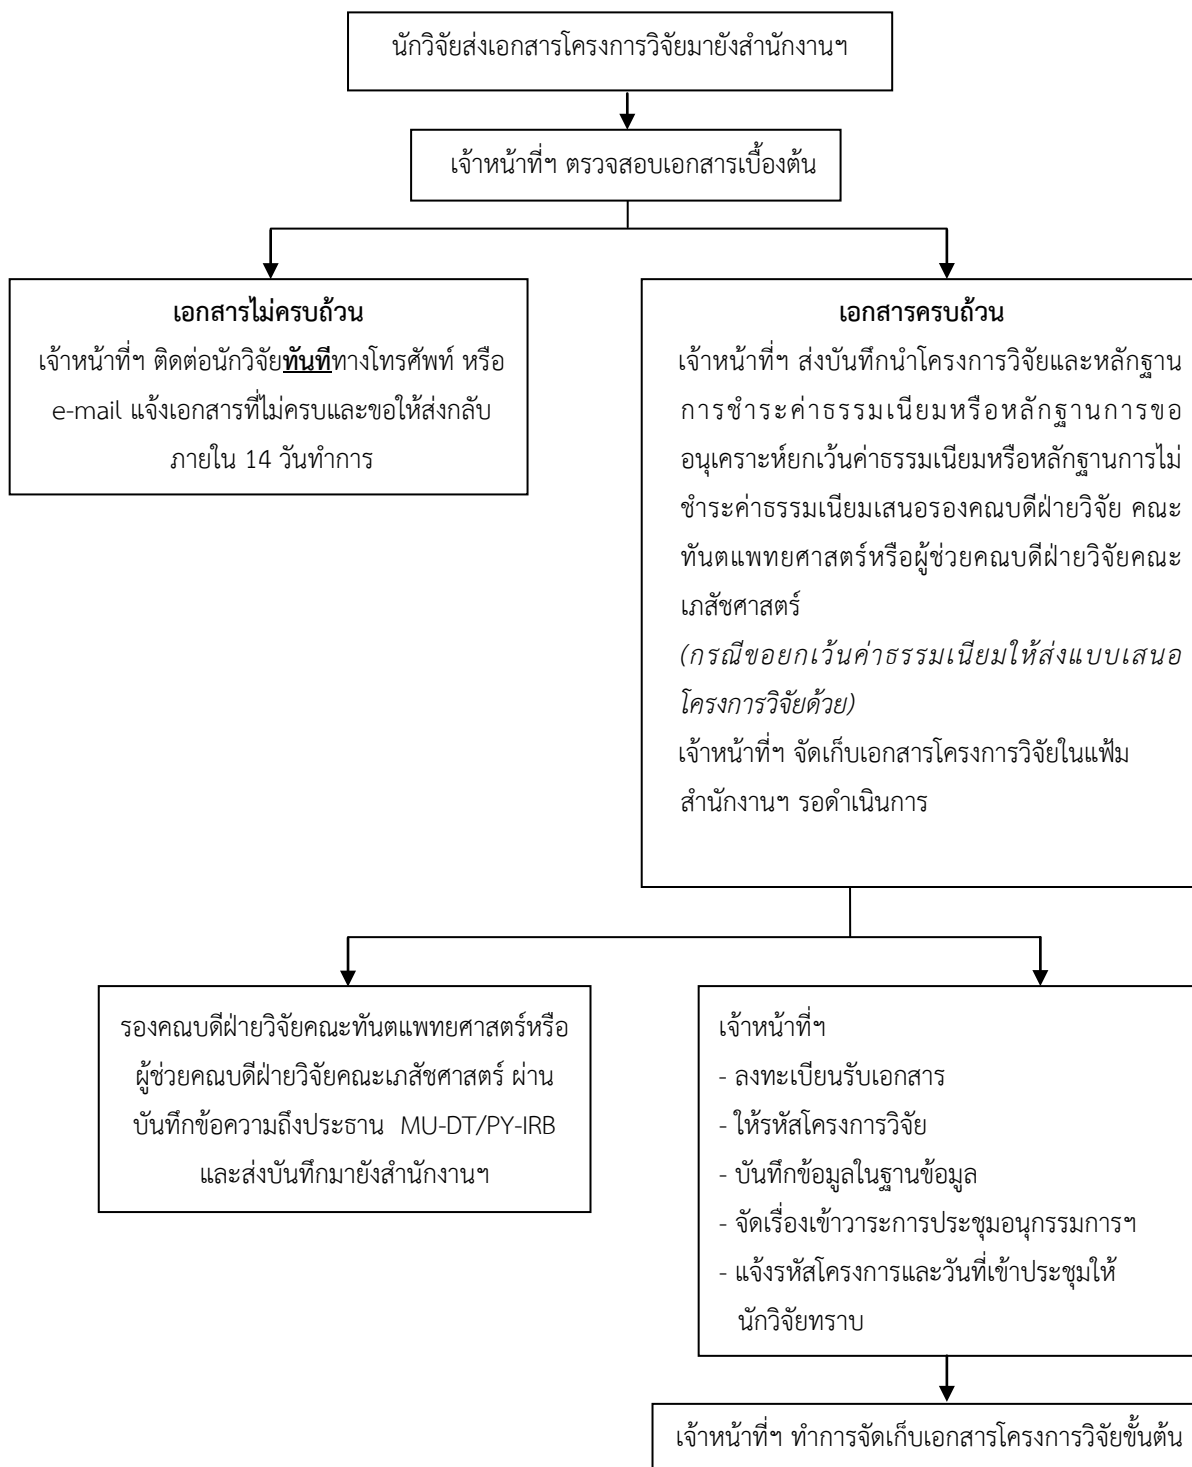 นักวิจัยส่งเอกสารโครงการวิจัยมายังสำนักงานฯ
เจ้าหน้าที่ฯ ตรวจสอบเอกสารเบื้องต้น
เอกสารไม่ครบถ้วน
เจ้าหน้าที่ฯ ติดต่อนักวิจัยทันทีทางโทรศัพท์ หรือ
e-mail แจ้งเอกสารที่ไม่ครบและขอให้ส่งกลับ
ภายใน 14 วันทำการ
เอกสารครบถ้วน
เจ้าหน้าที่ฯ ส่งบันทึกนำโครงการวิจัยและหลักฐาน
การชำระค่าธรรมเนียมหรือหลักฐานการขอ
อนุเคราะห์ยกเว้นค่าธรรมเนียมหรือหลักฐานการไม่
ชำระค่าธรรมเนียมเสนอรองคณบดีฝ่ายวิจัย คณะ
ทันตแพทยศาสตร์หรือผู้ช่วยคณบดีฝ่ายวิจัยคณะ
เภสัชศาสตร์
(กรณีขอยกเว้นค่าธรรมเนียมให้ส่งแบบเสนอ
โครงการวิจัยด้วย)
เจ้าหน้าที่ฯ จัดเก็บเอกสารโครงการวิจัยในแฟ้ม
สำนักงานฯ รอดำเนินการ
รองคณบดีฝ่ายวิจัยคณะทันตแพทยศาสตร์หรือ
ผู้ช่วยคณบดีฝ่ายวิจัยคณะเภสัชศาสตร์ ผ่าน
บันทึกข้อความถึงประธาน MU-DT/PY-IRB
และส่งบันทึกมายังสำนักงานฯ
เจ้าหน้าที่ฯ
- ลงทะเบียนรับเอกสาร
- ให้รหัสโครงการวิจัย
- บันทึกข้อมูลในฐานข้อมูล
- จัดเรื่องเข้าวาระการประชุมอนุกรรมการฯ
- แจ้งรหัสโครงการและวันที่เข้าประชุมให้
นักวิจัยทราบ
เจ้าหน้าที่ฯ ทำการจัดเก็บเอกสารโครงการวิจัยขั้นต้น